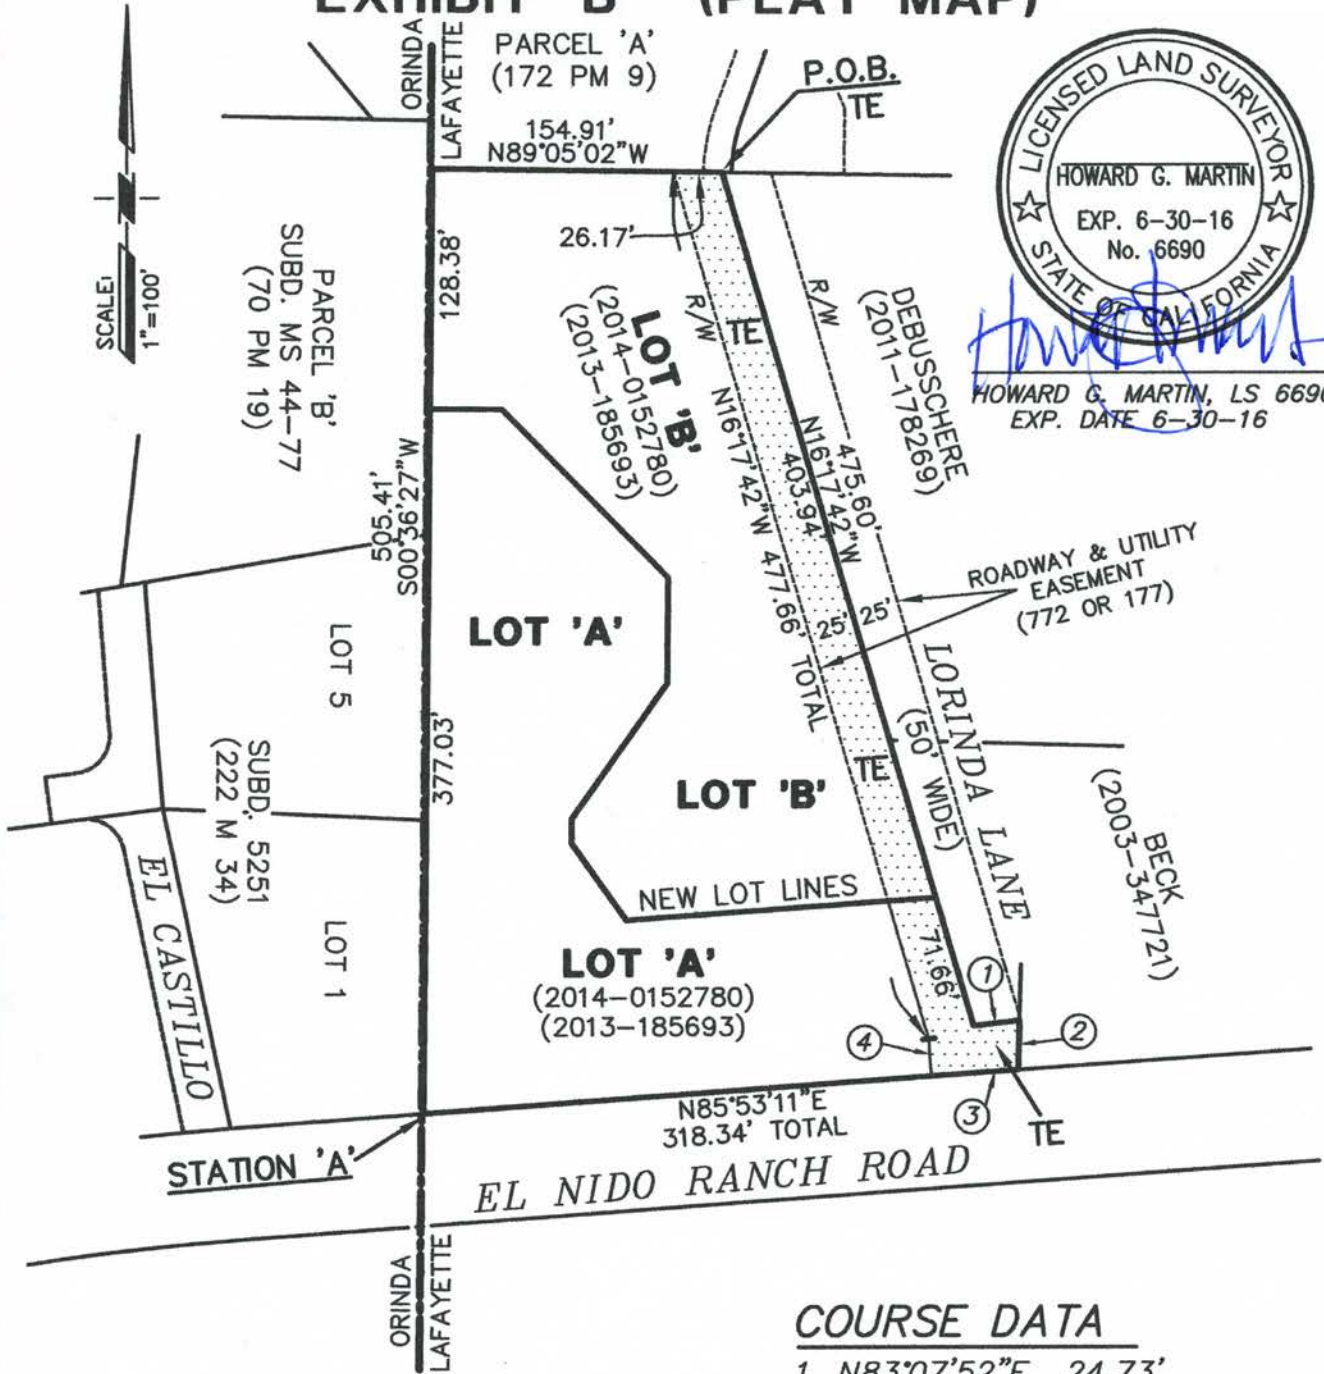 EXHIBIT "B" (PLAT MAP)
ORINDA
LAFAYETTE
PARCEL 'A'
(172 PM 9)
154.91'
N89°05'02"W
P.O.B.
TE
LICENSED LAND SURVEYOR
HOWARD G. MARTIN
EXP. 6-30-16
No. 6690
STATE OF CALIFORNIA
HOWARD G. MARTIN, LS 6690
EXP. DATE 6-30-16
SCALE:
1"=100'
PARCEL 'B'
SUBD. MS 44-77
(70 PM 19)
128.38'
26.17'
LOT 'B'
(2014-0152780)
(2013-185693)
R/W
TE
R/W
DEBUSSCHERE
(2011-178269)
N16°17'42"W 477.66' TOTAL
N16°17'42"W
403.94'
475.60'
505.41'
S00°36'27"W
ROADWAY & UTILITY
EASEMENT
(772 OR 177)
25'
25'
LOT 'A'
LOT 5
377.03'
LORINDA LANE
(50' WIDE)
TE
LOT 'B'
SUBD. 5251
(222 M 34)
BECK
(2003-347721)
EL CASTILLO
LOT 1
NEW LOT LINES
71.66'
LOT 'A'
(2014-0152780)
(2013-185693)
1
2
4
3
TE
N85°53'11"E
318.34' TOTAL
STATION 'A'
EL NIDO RANCH ROAD
ORINDA
LAFAYETTE
COURSE DATA
1 N83°07'52"E 24.73'